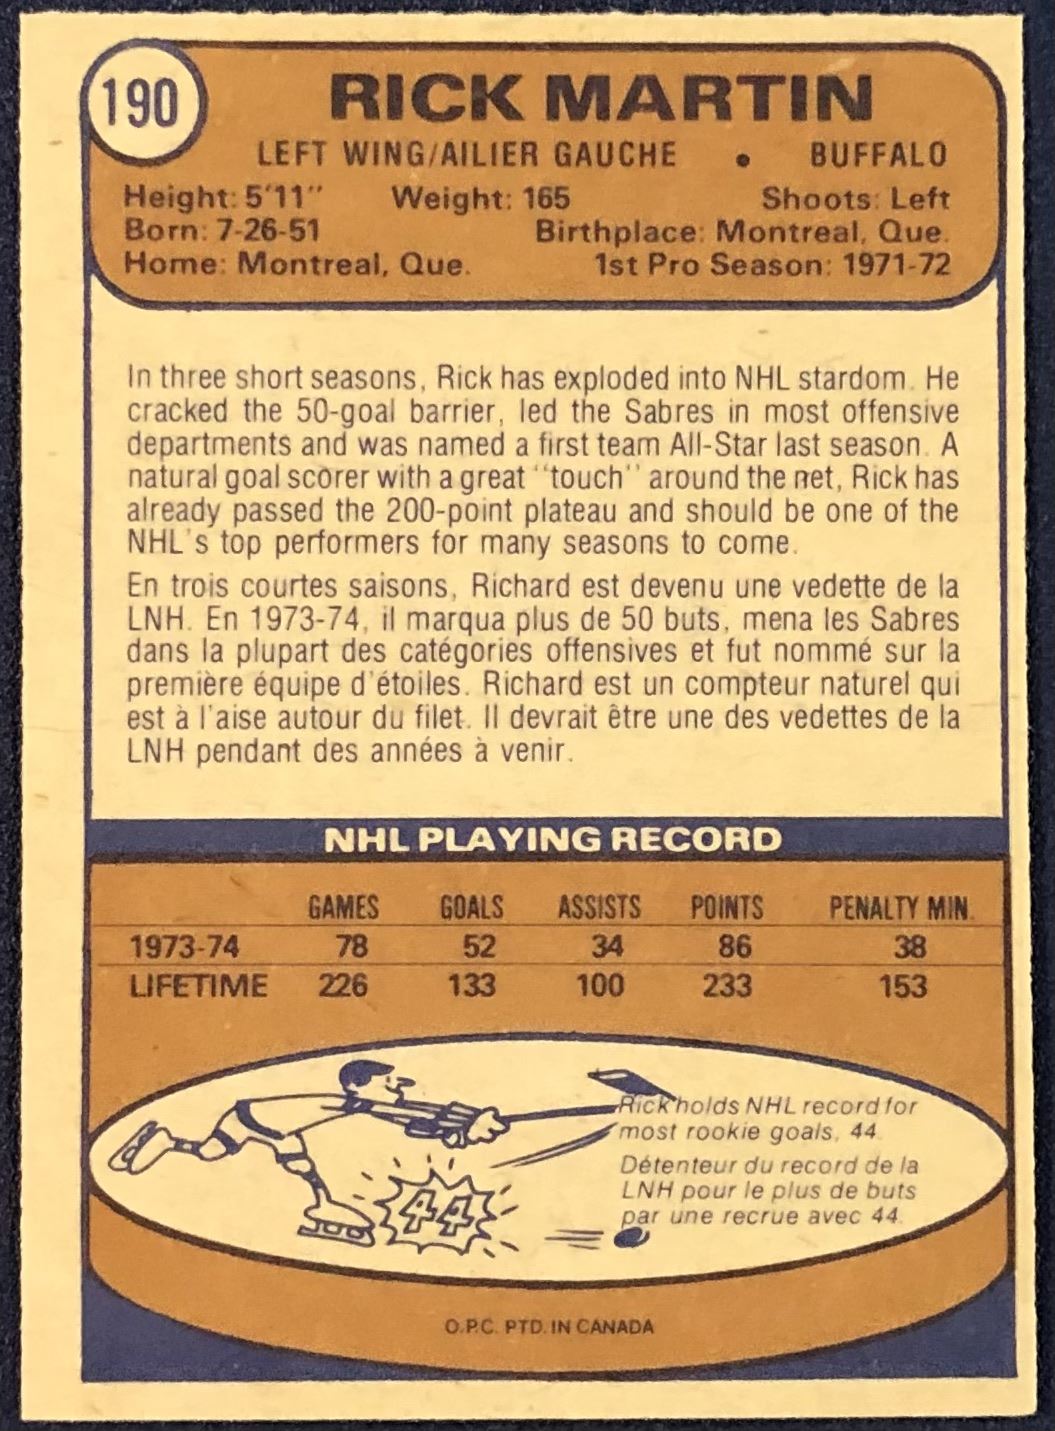 190
RICK MARTIN
LEFT WING/AILIER GAUCHE • BUFFALO
Height: 5'11" Weight: 165 Shoots: Left
Born: 7-26-51 Birthplace: Montreal, Que.
Home: Montreal, Que. 1st Pro Season: 1971-72
In three short seasons, Rick has exploded into NHL stardom. He
cracked the 50-goal barrier, led the Sabres in most offensive
departments and was named a first team All-Star last season. A
natural goal scorer with a great "touch" around the net, Rick has
already passed the 200-point plateau and should be one of the
NHL's top performers for many seasons to come.
En trois courtes saisons, Richard est devenu une vedette de la
LNH. En 1973-74, il marqua plus de 50 buts, mena les Sabres
dans la plupart des catégories offensives et fut nommé sur la
première équipe d'étoiles. Richard est un compteur naturel qui
est à l'aise autour du filet. Il devrait être une des vedettes de la
LNH pendant des années à venir.
NHL PLAYING RECORD
GAMES GOALS ASSISTS POINTS PENALTY MIN.
1973-74 78 52 34 86 38
LIFETIME 226 133 100 233 153
Rick holds NHL record for
most rookie goals, 44.
Détenteur du record de la
LNH pour le plus de buts
par une recrue avec 44.
44
O.P.C. PTD. IN CANADA